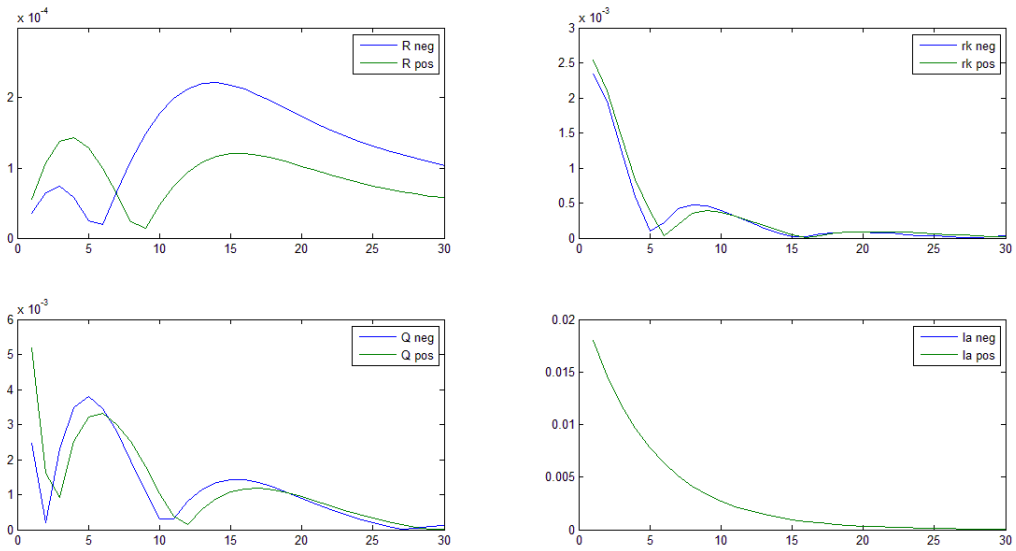 x 10⁻⁴
R neg
R pos
2
1
0
0 5 10 15 20 25 30
x 10⁻³
rk neg
rk pos
3
2.5
2
1.5
1
0.5
0
0 5 10 15 20 25 30
x 10⁻³
Q neg
Q pos
6
5
4
3
2
1
0
0 5 10 15 20 25 30
la neg
la pos
0.02
0.015
0.01
0.005
0
0 5 10 15 20 25 30